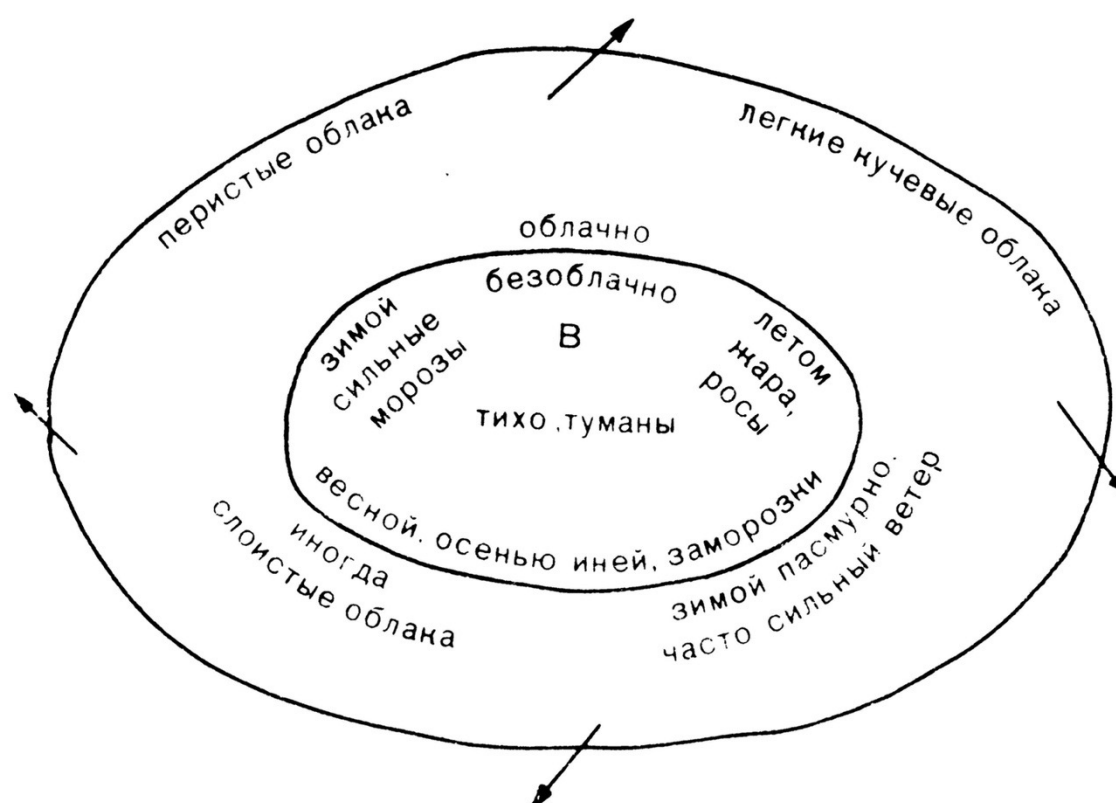 перистые облака
легкие кучевые облака
облачно
безоблачно
зимой
сильные
морозы
В
летом
жара,
росы
тихо, туманы
весной, осенью иней, заморозки
иногда
слоистые облака
зимой пасмурно.
часто сильный ветер